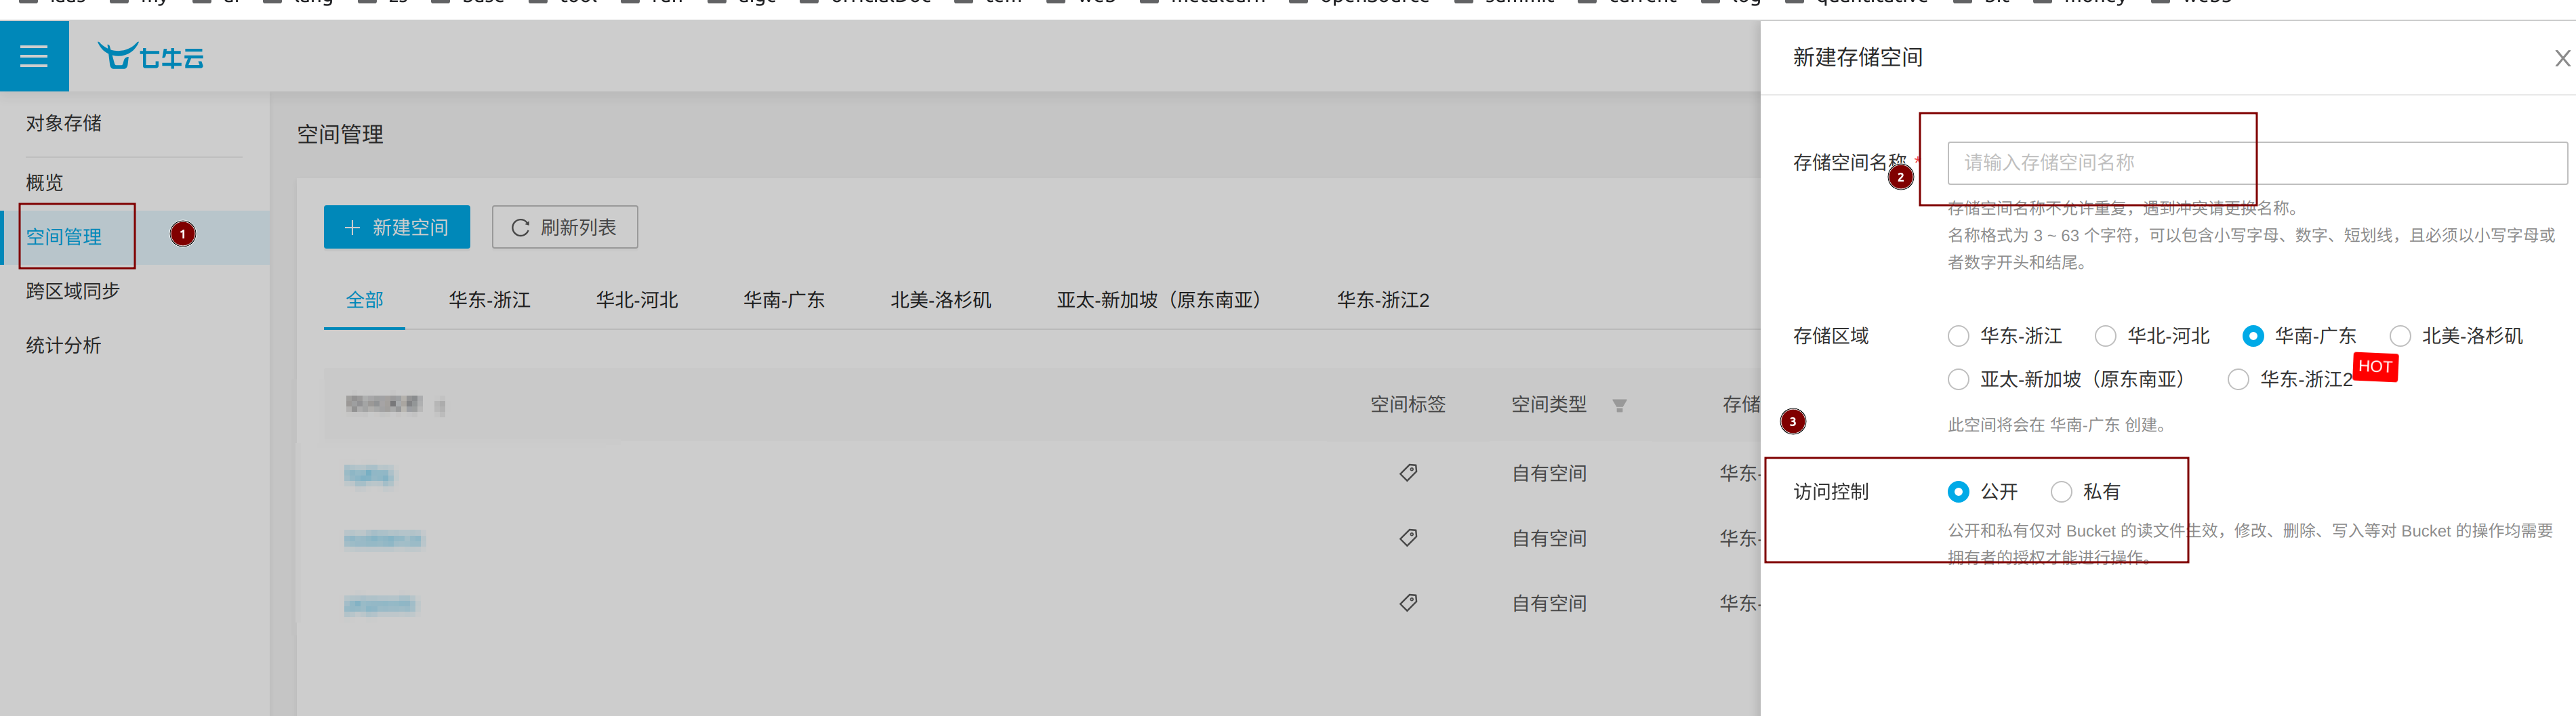 七牛云
对象存储
概览
空间管理
1
跨区域同步
统计分析
空间管理
新建空间
刷新列表
全部 华东-浙江 华北-河北 华南-广东 北美-洛杉矶 亚太-新加坡（原东南亚） 华东-浙江2
空间标签 空间类型 存储
自有空间 华东-
自有空间 华东-
自有空间 华东-
新建存储空间
存储空间名称 *
2
请输入存储空间名称
存储空间名称不允许重复，遇到冲突请更换名称。
名称格式为 3 ~ 63 个字符，可以包含小写字母、数字、短划线，且必须以小写字母或
者数字开头和结尾。
存储区域
华东-浙江 华北-河北 华南-广东 北美-洛杉矶
亚太-新加坡（原东南亚） 华东-浙江2 HOT
此空间将会在 华南-广东 创建。
3
访问控制
公开 私有
公开和私有仅对 Bucket 的读文件生效，修改、删除、写入等对 Bucket 的操作均需要
拥有者的授权才能进行操作。